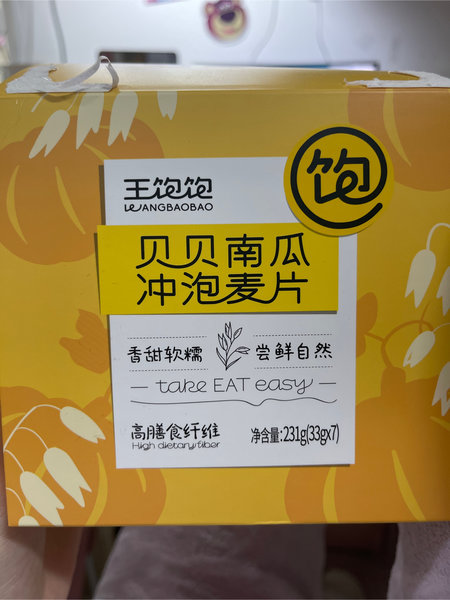 王饱饱
WANGBAOBAO
饱
贝贝南瓜
冲泡麦片
香甜软糯 尝鲜自然
take EAT easy
高膳食纤维
High dietary fiber
净含量:231g(33gx7)